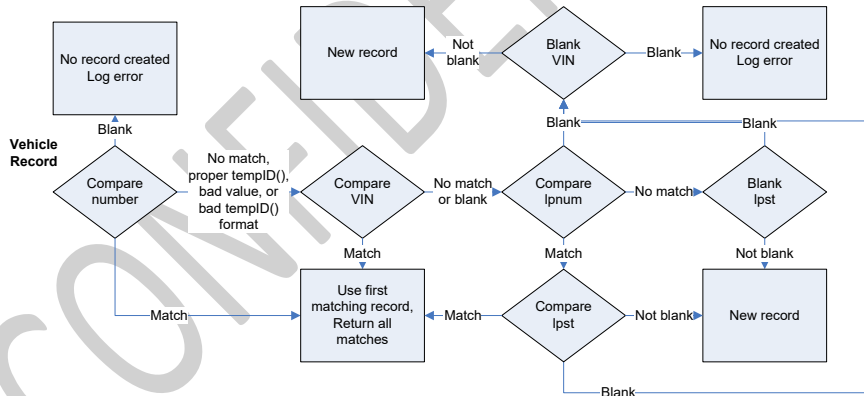 No record created
Log error
New record
Not
blank
Blank
VIN
Blank
No record created
Log error
Blank
Blank
Blank
Vehicle
Record
Compare
number
No match,
proper tempID(),
bad value, or
bad tempID()
format
Compare
VIN
No match
or blank
Compare
lpnum
No match
Blank
lpst
Match
Match
Not blank
Match
Use first
matching record,
Return all
matches
Match
Compare
lpst
Not blank
New record
Blank